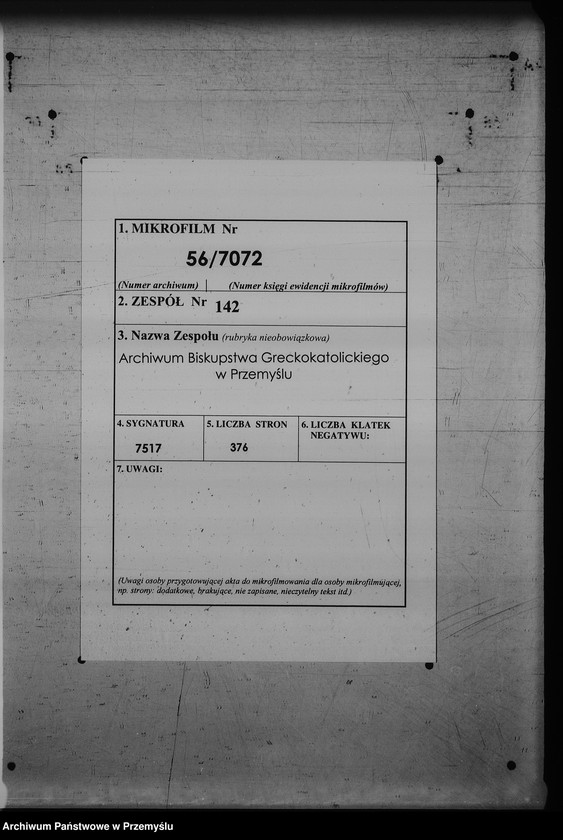 1. MIKROFILM Nr
56/7072
(Numer archiwum) | (Numer księgi ewidencji mikrofilmów)
2. ZESPÓŁ Nr 142
3. Nazwa Zespołu (rubryka nieobowiązkowa)
Archiwum Biskupstwa Greckokatolickiego
w Przemyślu
4. SYGNATURA
7517
5. LICZBA STRON
376
6. LICZBA KLATEK
NEGATYWU:
7. UWAGI:
(Uwagi osoby przygotowującej akta do mikrofilmowania dla osoby mikrofilmującej,
np. strony: dodatkowe, brakujące, nie zapisane, nieczytelny tekst itd.)
Archiwum Państwowe w Przemyślu